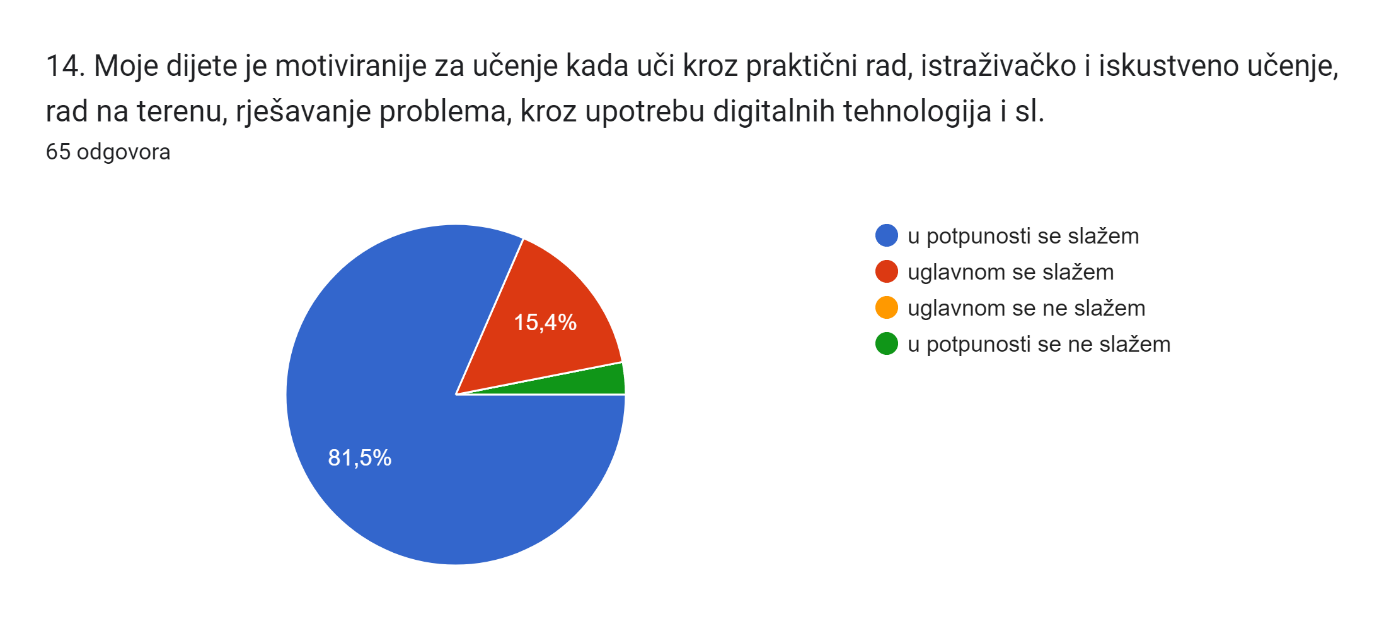 14. Moje dijete je motiviranije za učenje kada uči kroz praktični rad, istraživačko i iskustveno učenje,
rad na terenu, rješavanje problema, kroz upotrebu digitalnih tehnologija i sl.
65 odgovora
u potpunosti se slažem
uglavnom se slažem
uglavnom se ne slažem
u potpunosti se ne slažem
15,4%
81,5%